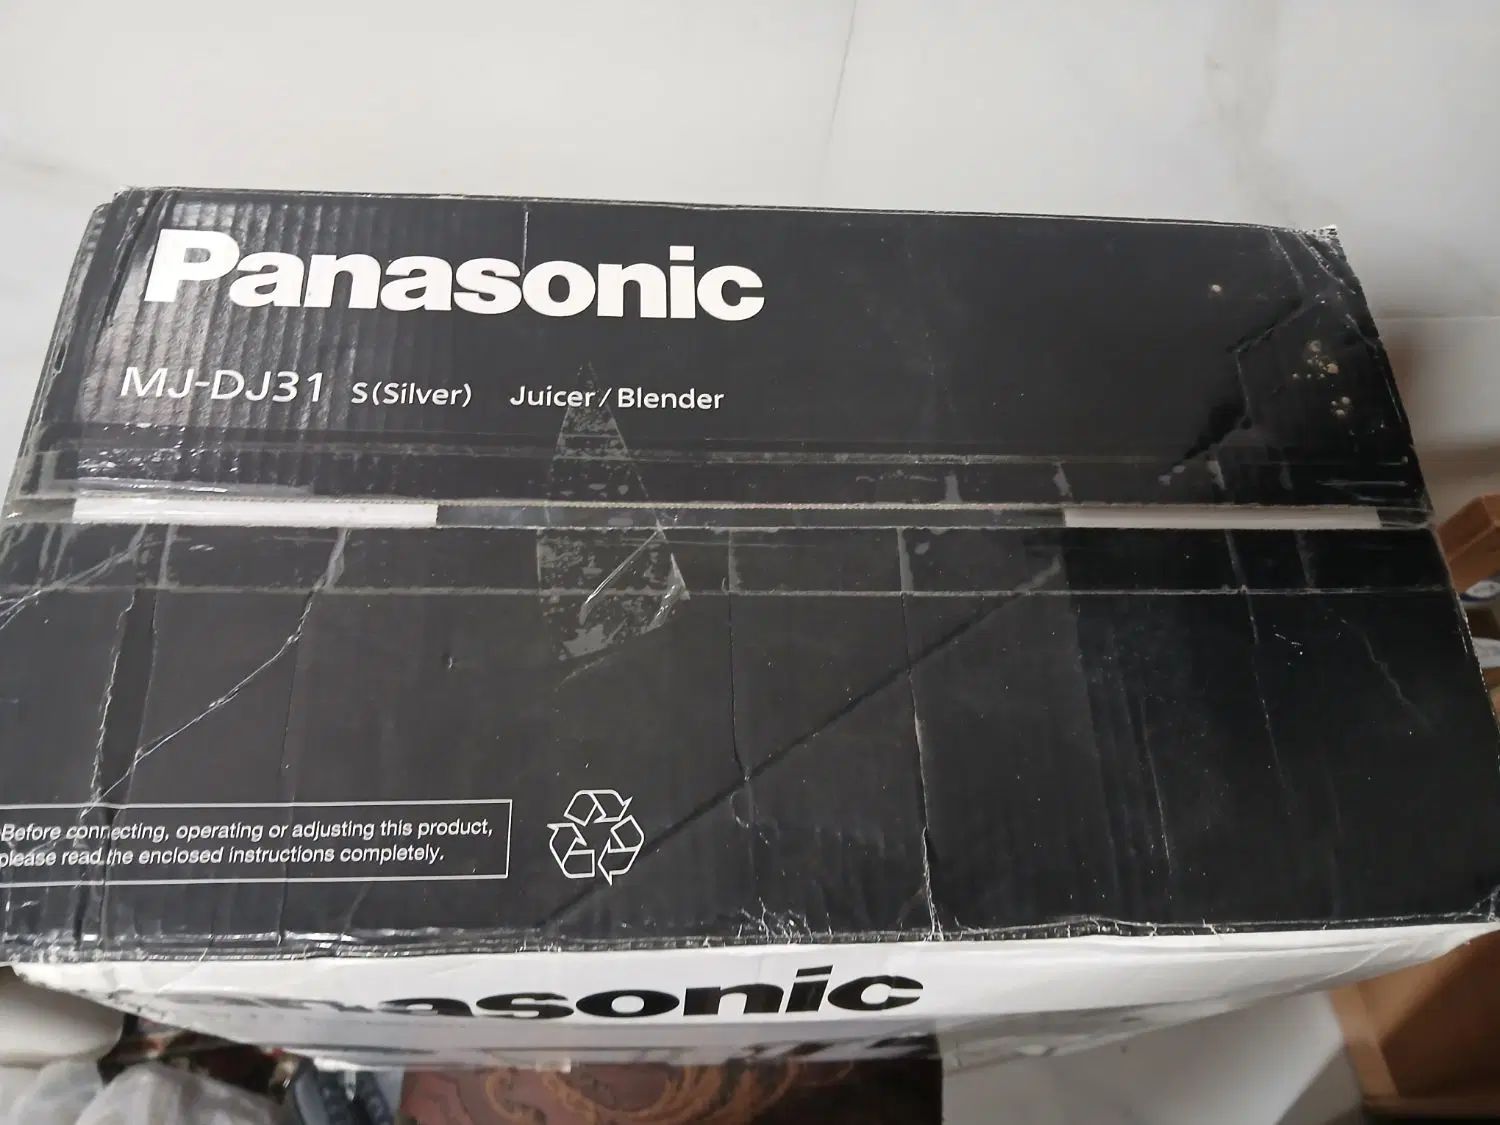 Panasonic
MJ-DJ31 S(Silver) Juicer/Blender
Before connecting, operating or adjusting this product,
please read the enclosed instructions completely.
Panasonic